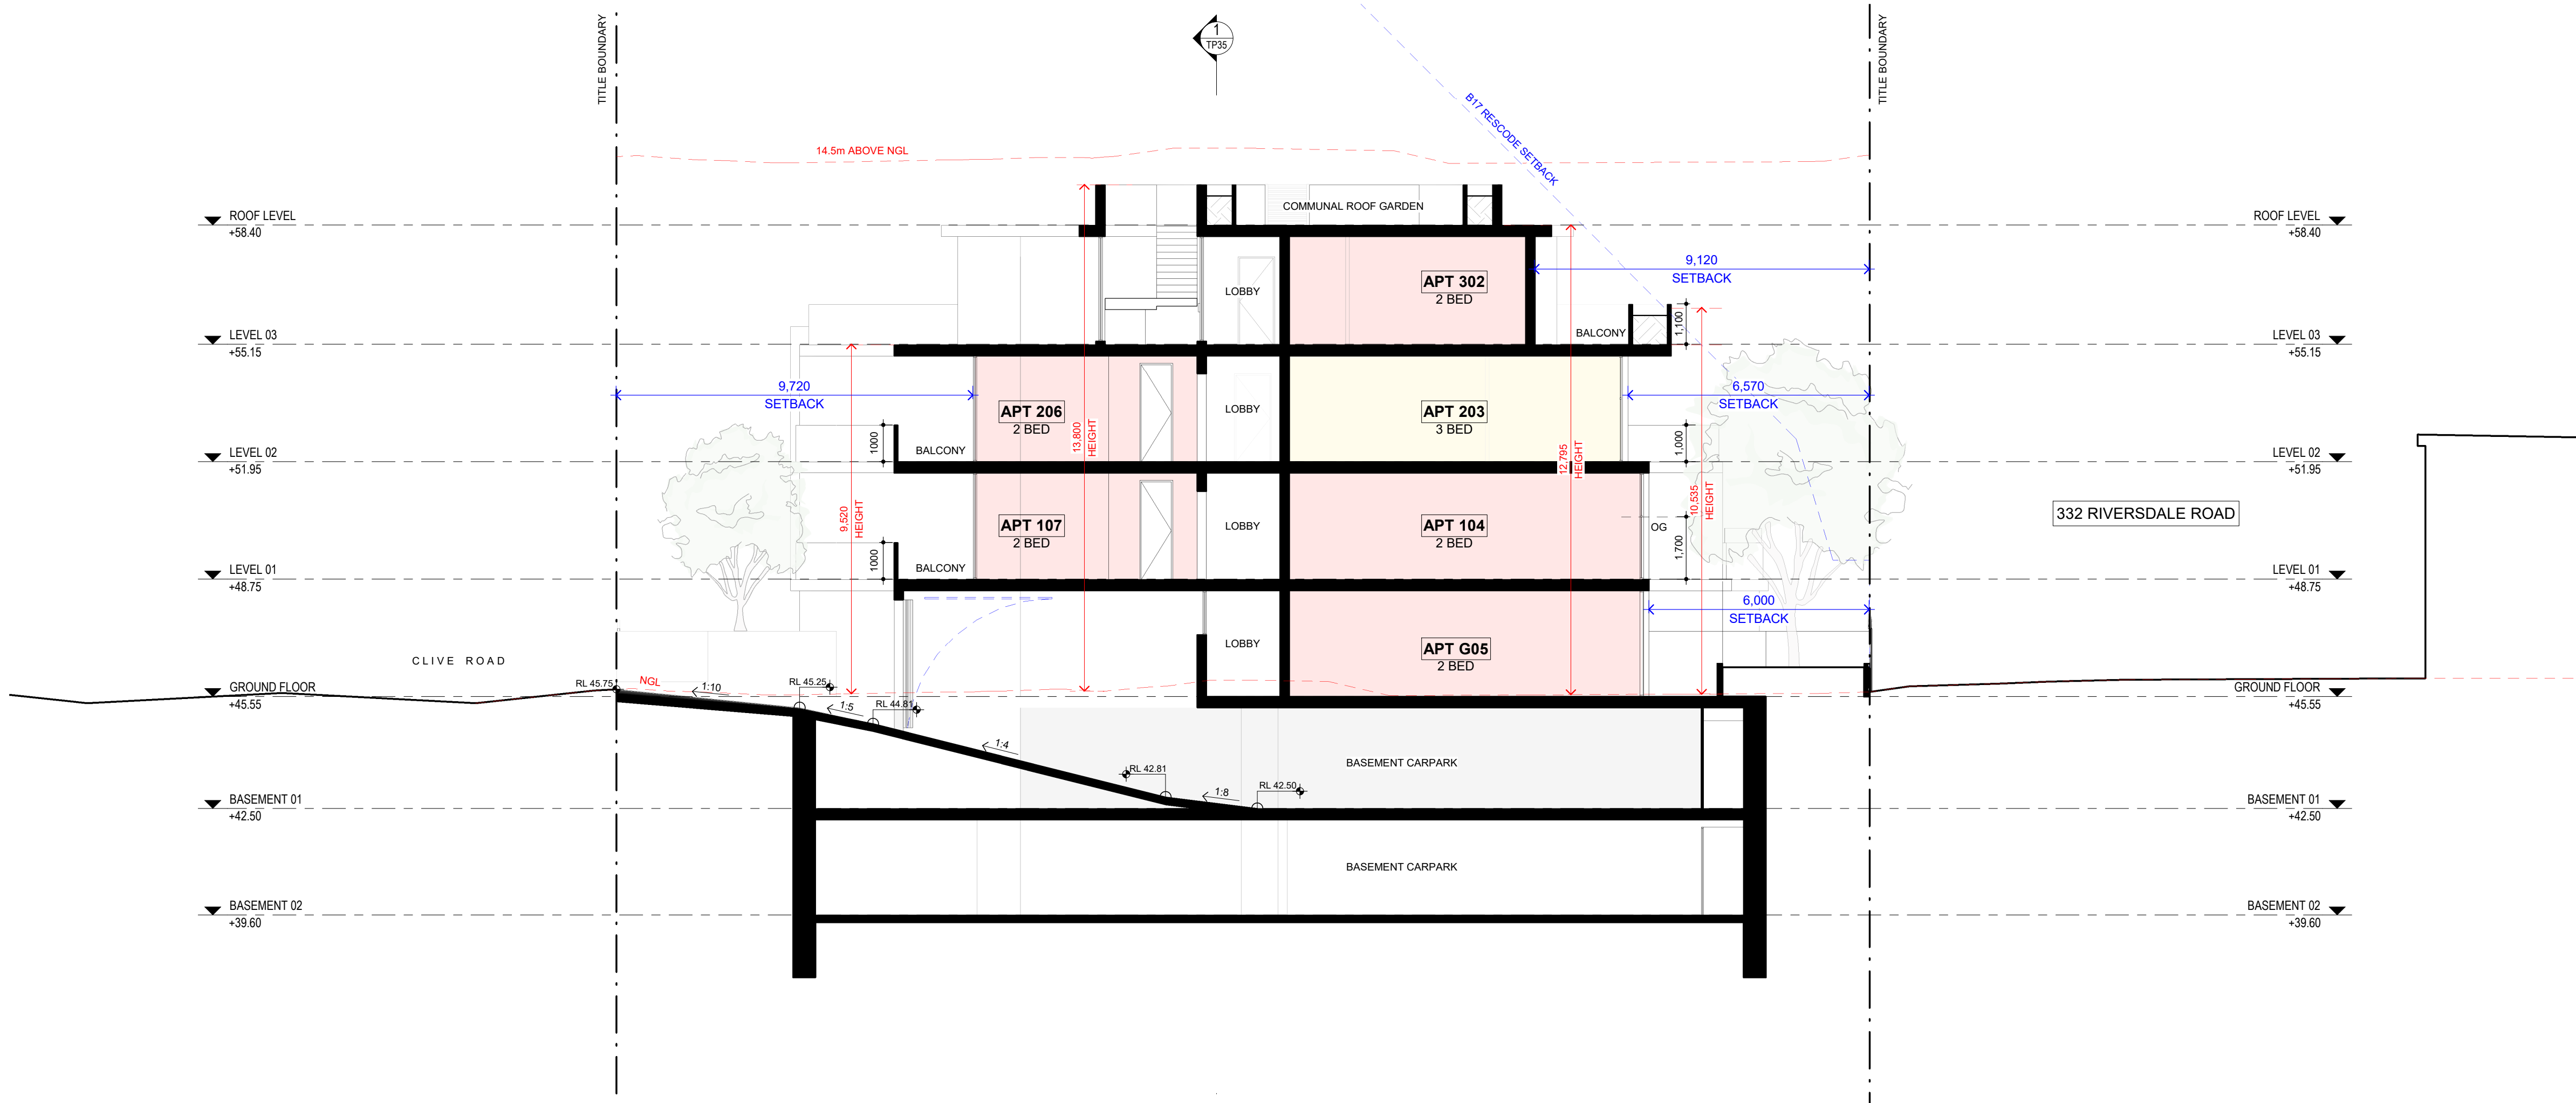 TITLE BOUNDARY
1
TP35
TITLE BOUNDARY
B17 RESCODE SETBACK
14.5m ABOVE NGL
COMMUNAL ROOF GARDEN
ROOF LEVEL
+58.40
ROOF LEVEL
+58.40
9,120
SETBACK
APT 302
2 BED
LOBBY
BALCONY
1,100
LEVEL 03
+55.15
LEVEL 03
+55.15
9,720
SETBACK
6,570
SETBACK
APT 206
2 BED
LOBBY
APT 203
3 BED
13,800
HEIGHT
12,795
HEIGHT
1000
BALCONY
1,000
LEVEL 02
+51.95
LEVEL 02
+51.95
9,520
HEIGHT
10,535
HEIGHT
APT 107
2 BED
LOBBY
APT 104
2 BED
OG
1,700
332 RIVERSDALE ROAD
1000
BALCONY
LEVEL 01
+48.75
LEVEL 01
+48.75
6,000
SETBACK
LOBBY
APT G05
2 BED
CLIVE ROAD
RL 45.75
NGL
1:10
RL 45.25
GROUND FLOOR
+45.55
GROUND FLOOR
+45.55
1:5
RL 44.81
1:4
RL 42.81
1:8
RL 42.50
BASEMENT CARPARK
BASEMENT 01
+42.50
BASEMENT 01
+42.50
BASEMENT CARPARK
BASEMENT 02
+39.60
BASEMENT 02
+39.60